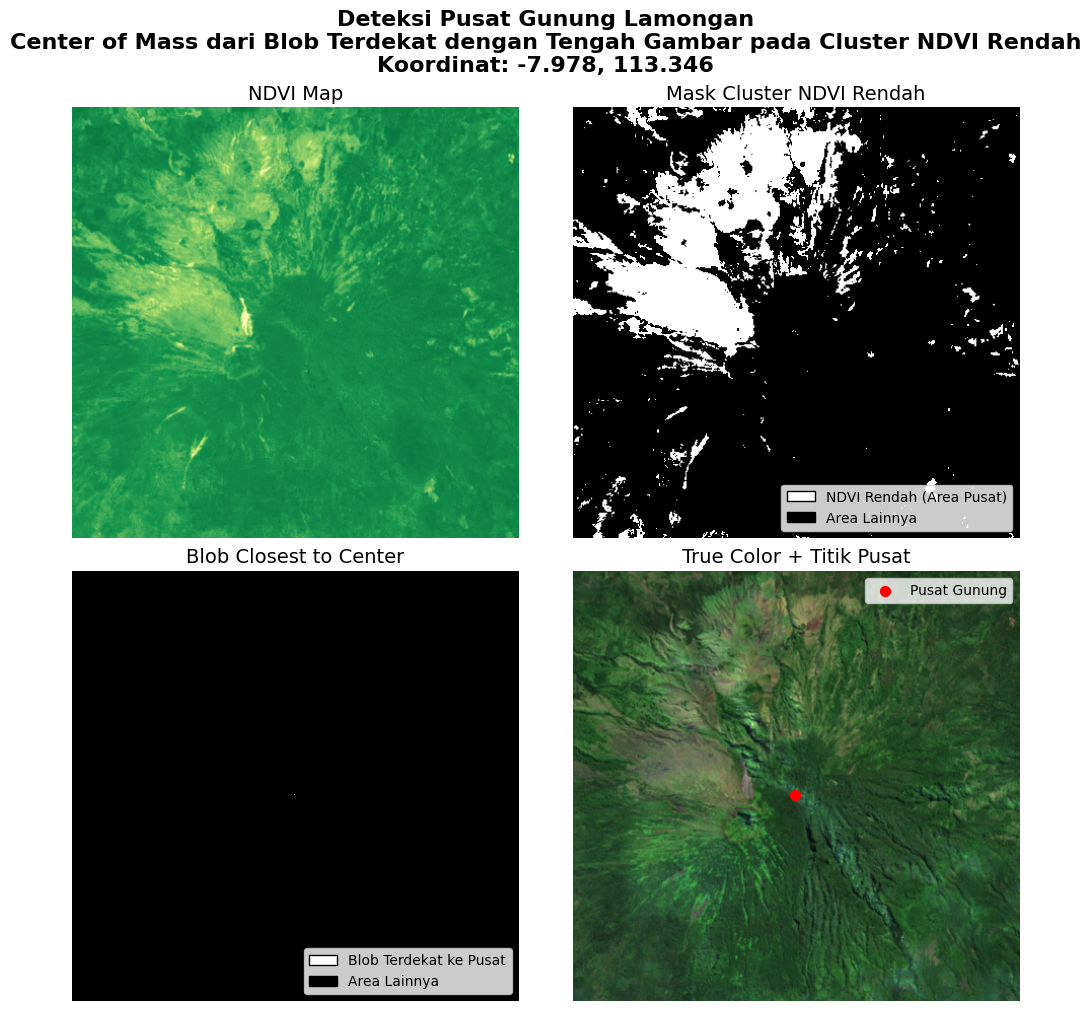 Deteksi Pusat Gunung Lamongan
Center of Mass dari Blob Terdekat dengan Tengah Gambar pada Cluster NDVI Rendah
Koordinat: -7.978, 113.346
NDVI Map
Mask Cluster NDVI Rendah
NDVI Rendah (Area Pusat)
Area Lainnya
Blob Closest to Center
True Color + Titik Pusat
Pusat Gunung
Blob Terdekat ke Pusat
Area Lainnya